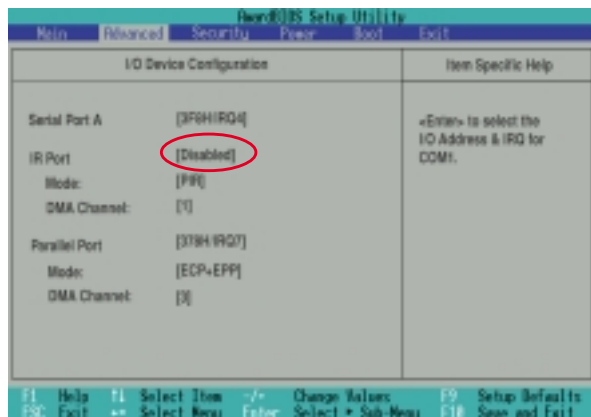 AwardBIOS Setup Utility
Main Advanced Security Power Boot Exit
I/O Device Configuration
Item Specific Help
Serial Port A [3F8H/IRQ4]
<Enter> to select the
I/O Address & IRQ for
COM1.
IR Port [Disabled]
Mode: [FIR]
DMA Channel: [1]
Parallel Port [378H/IRQ7]
Mode: [ECP+EPP]
DMA Channel: [3]
F1 Help ↑↓ Select Item -/+ Change Values F9 Setup Defaults
ESC Exit ←→ Select Menu Enter Select ▸ Sub-Menu F10 Save and Exit